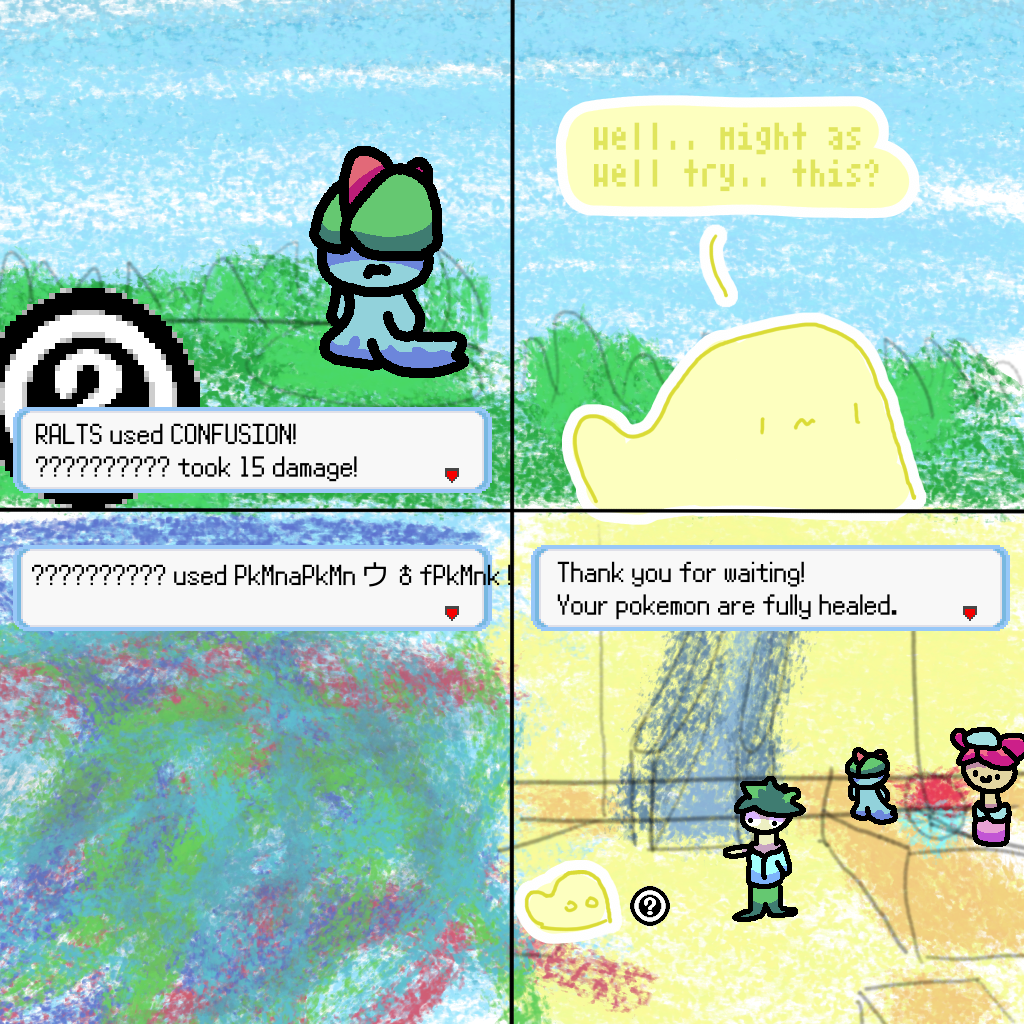 RALTS used CONFUSION!
?????????? took 15 damage!
Well.. Might as
well try.. this?
?????????? used PkMnaPkMn ウ ♁ fPkMnk !
Thank you for waiting!
Your pokemon are fully healed.
?
?